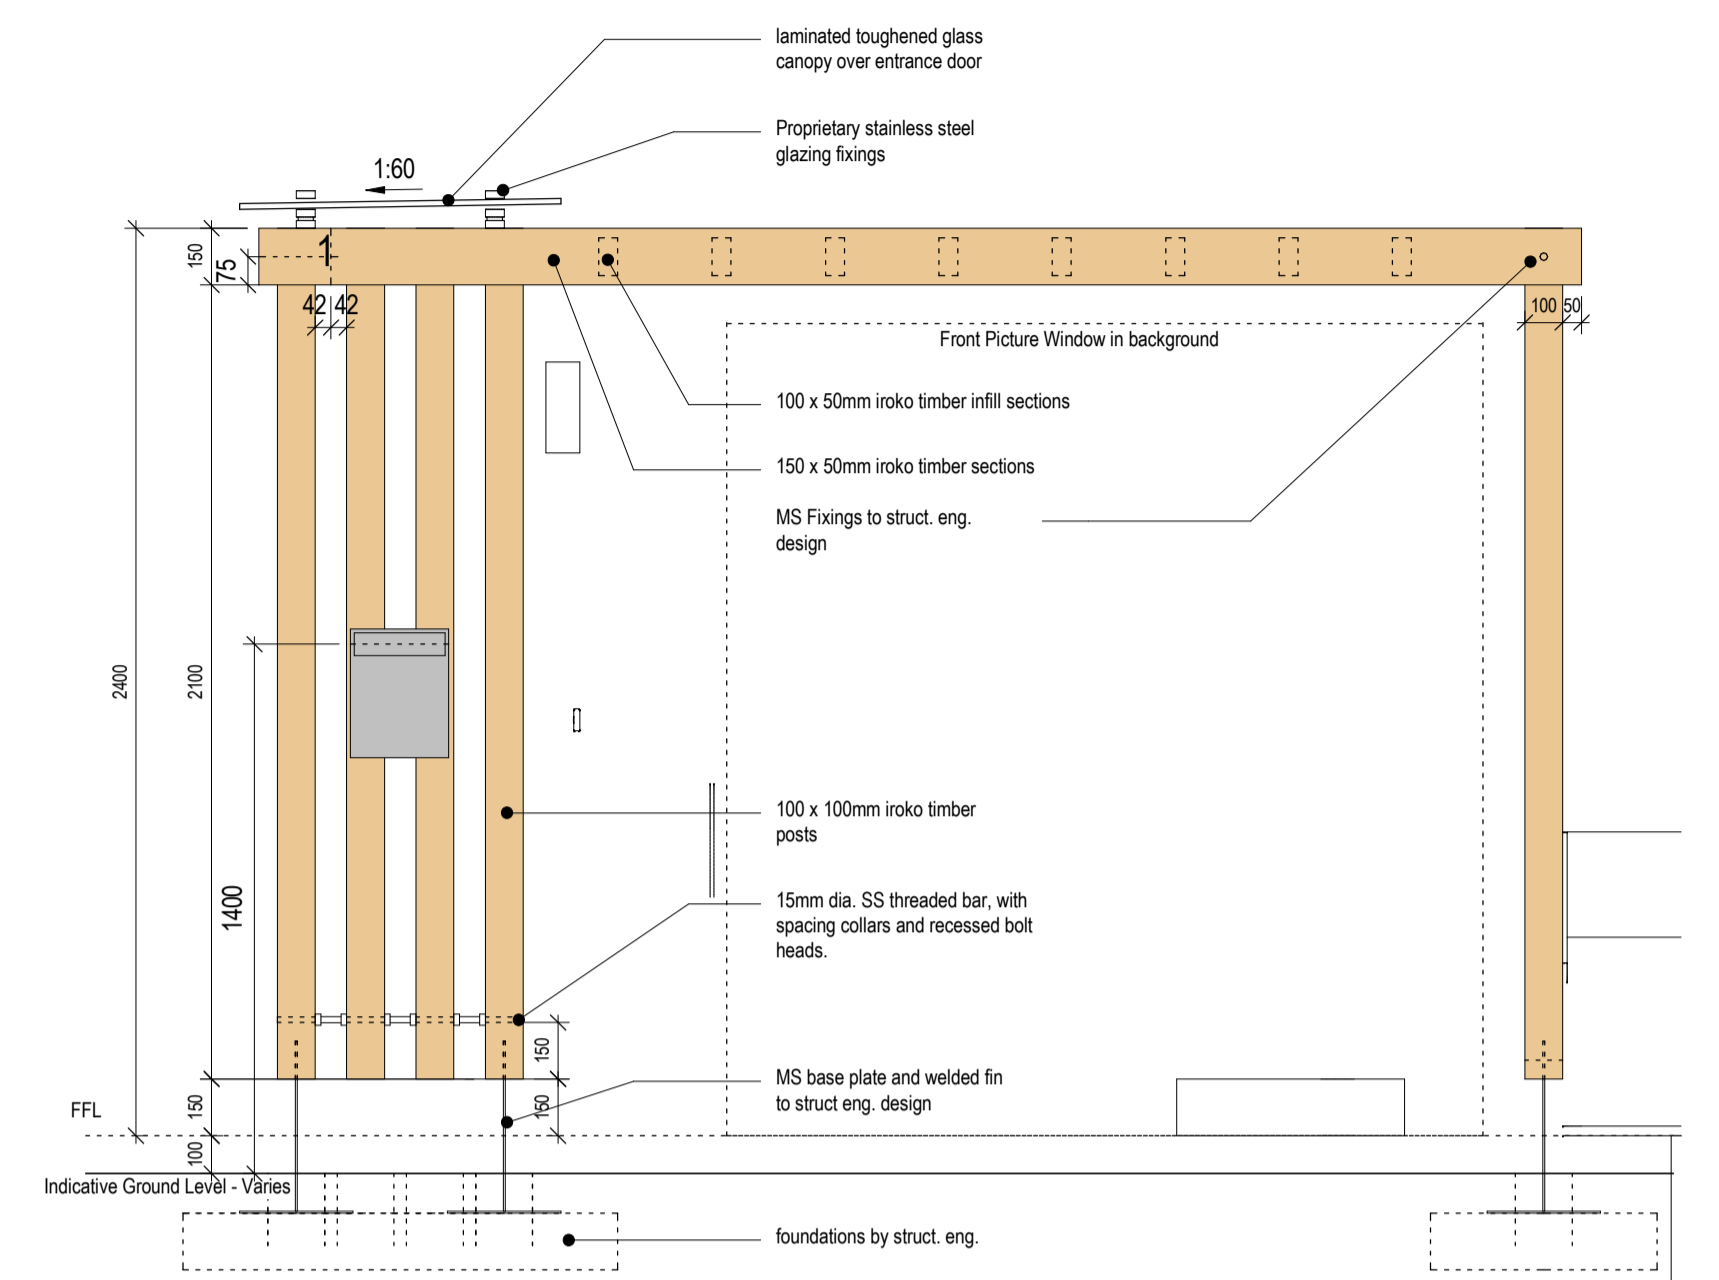 laminated toughened glass
canopy over entrance door
Proprietary stainless steel
glazing fixings
1:60
150
75
1
42 42
100 50
Front Picture Window in background
100 x 50mm iroko timber infill sections
150 x 50mm iroko timber sections
MS Fixings to struct. eng.
design
2400
2100
1400
100 x 100mm iroko timber
posts
15mm dia. SS threaded bar, with
spacing collars and recessed bolt
heads.
150
MS base plate and welded fin
to struct eng. design
150
150
FFL
100
Indicative Ground Level - Varies
foundations by struct. eng.